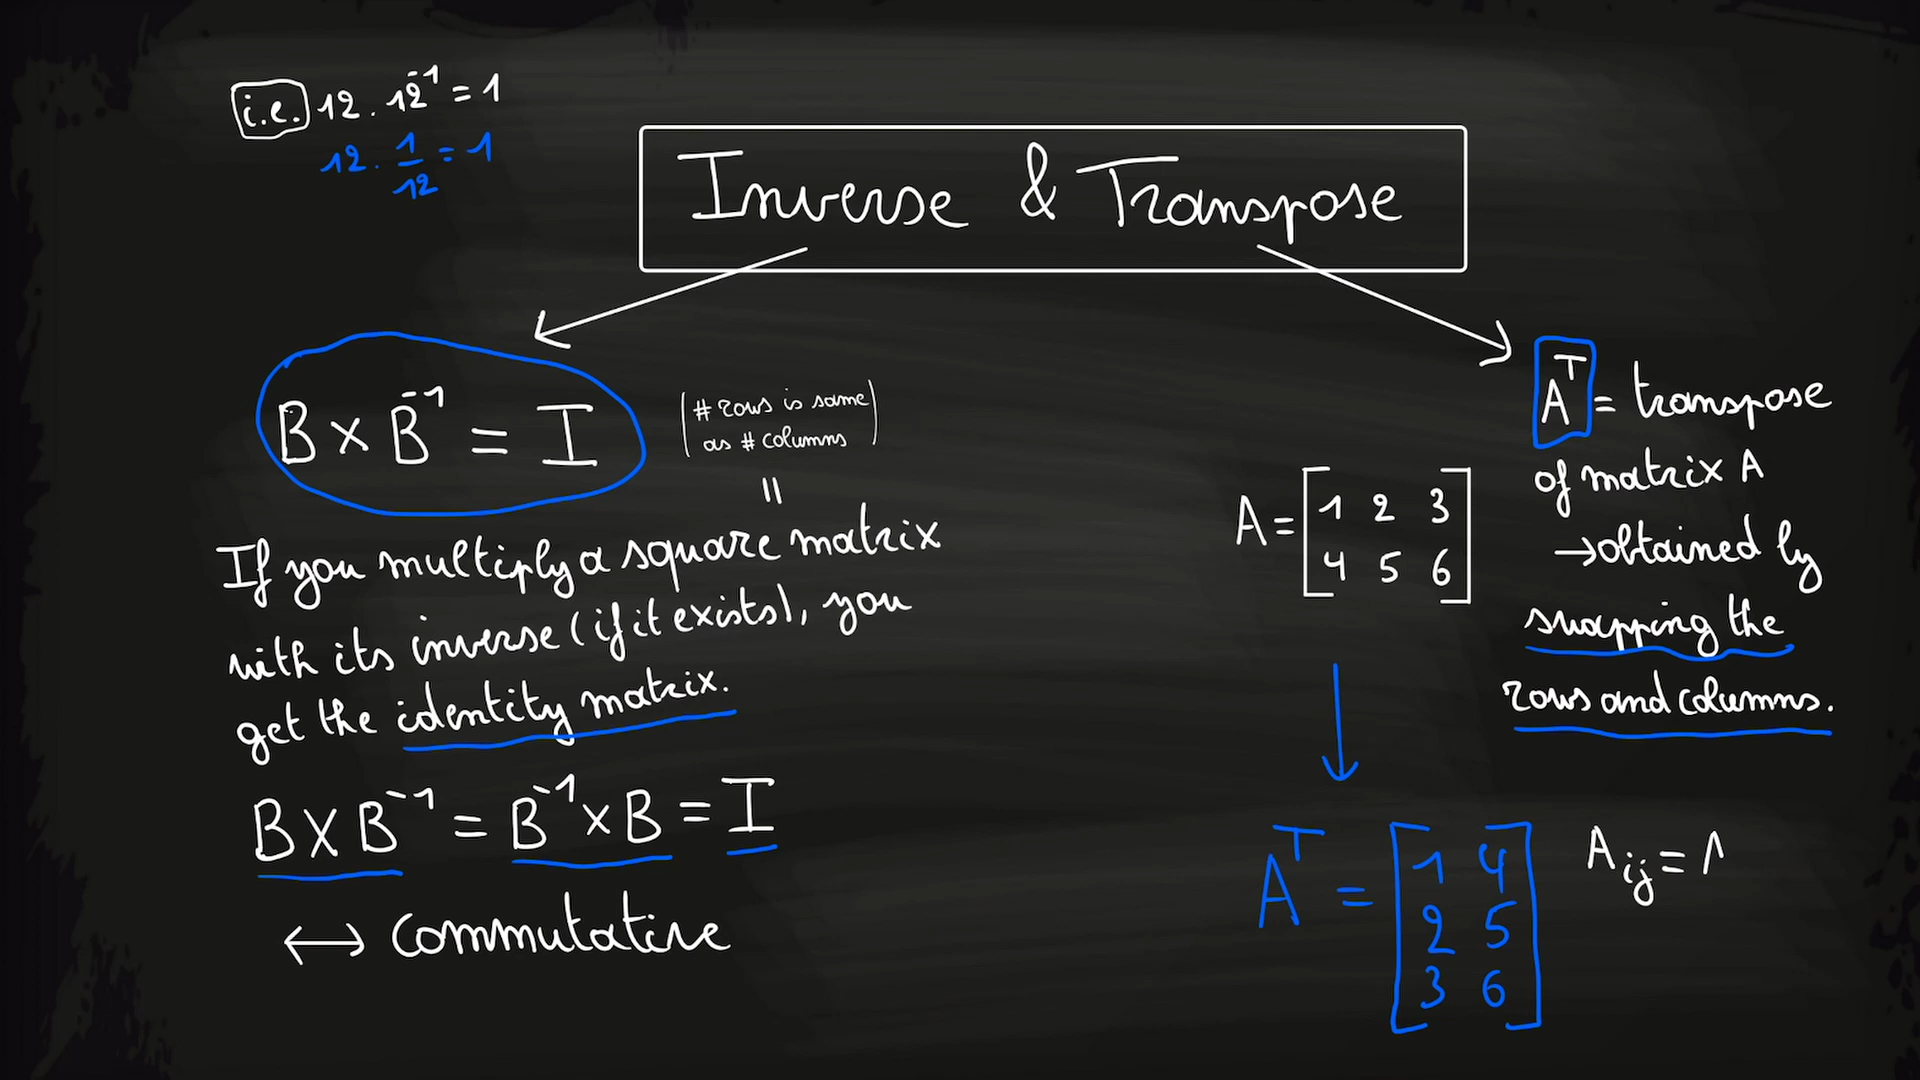 i.e. 12 . 12⁻¹ = 1
12 . 1/12 = 1
Inverse & Transpose
B x B⁻¹ = I
(# rows is same
as # columns)
=
If you multiply a square matrix
with its inverse (if it exists), you
get the identity matrix.
B x B⁻¹ = B⁻¹ x B = I
↔ commutative
Aᵀ = transpose
of matrix A
→ obtained by
swapping the
rows and columns.
A = [1 2 3
4 5 6]
Aᵀ = [1 4
2 5
3 6]
Aᵢⱼ = 1